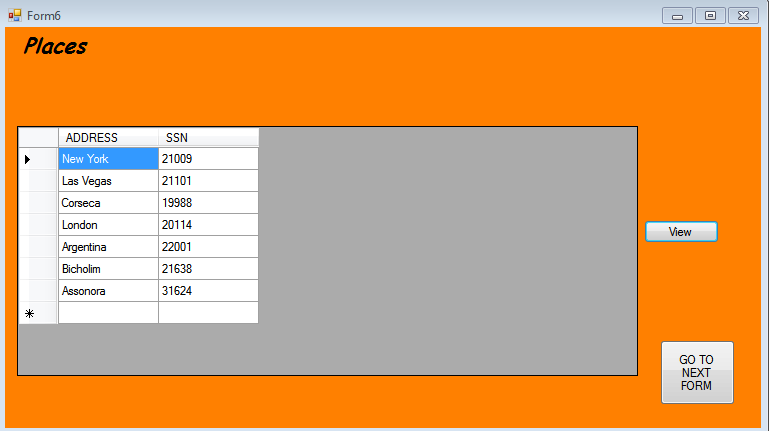 Form6
Places
ADDRESS SSN
New York 21009
Las Vegas 21101
Corseca 19988
London 20114
Argentina 22001
Bicholim 21638
Assonora 31624
View
GO TO
NEXT
FORM